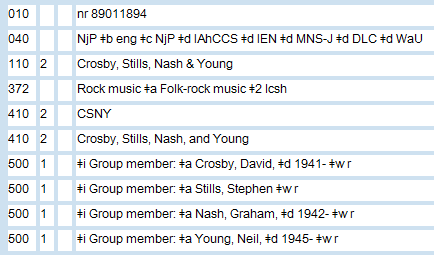 010 nr 89011894
040 NjP ǂb eng ǂc NjP ǂd IAhCCS ǂd IEN ǂd MNS-J ǂd DLC ǂd WaU
110 2 Crosby, Stills, Nash & Young
372 Rock music ǂa Folk-rock music ǂ2 lcsh
410 2 CSNY
410 2 Crosby, Stills, Nash, and Young
500 1 ǂi Group member: ǂa Crosby, David, ǂd 1941- ǂw r
500 1 ǂi Group member: ǂa Stills, Stephen ǂw r
500 1 ǂi Group member: ǂa Nash, Graham, ǂd 1942- ǂw r
500 1 ǂi Group member: ǂa Young, Neil, ǂd 1945- ǂw r